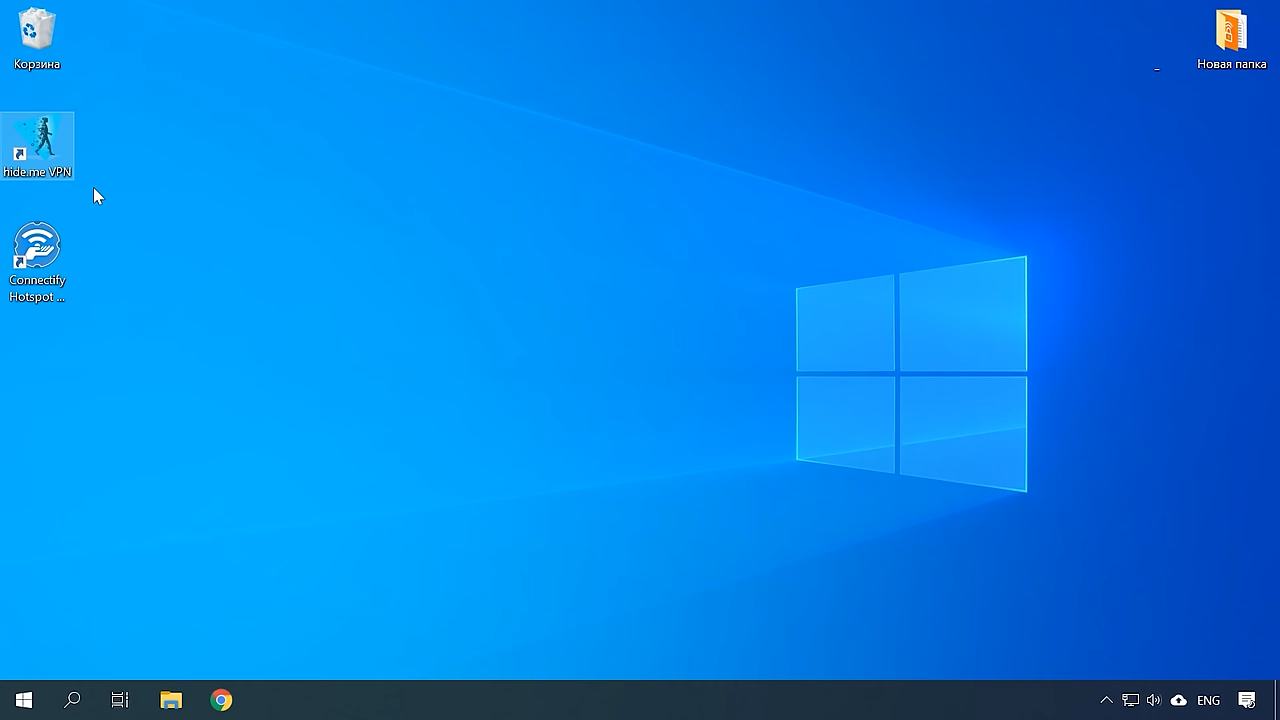 Корзина
Новая папка
hide.me VPN
Connectify
Hotspot ...
ENG